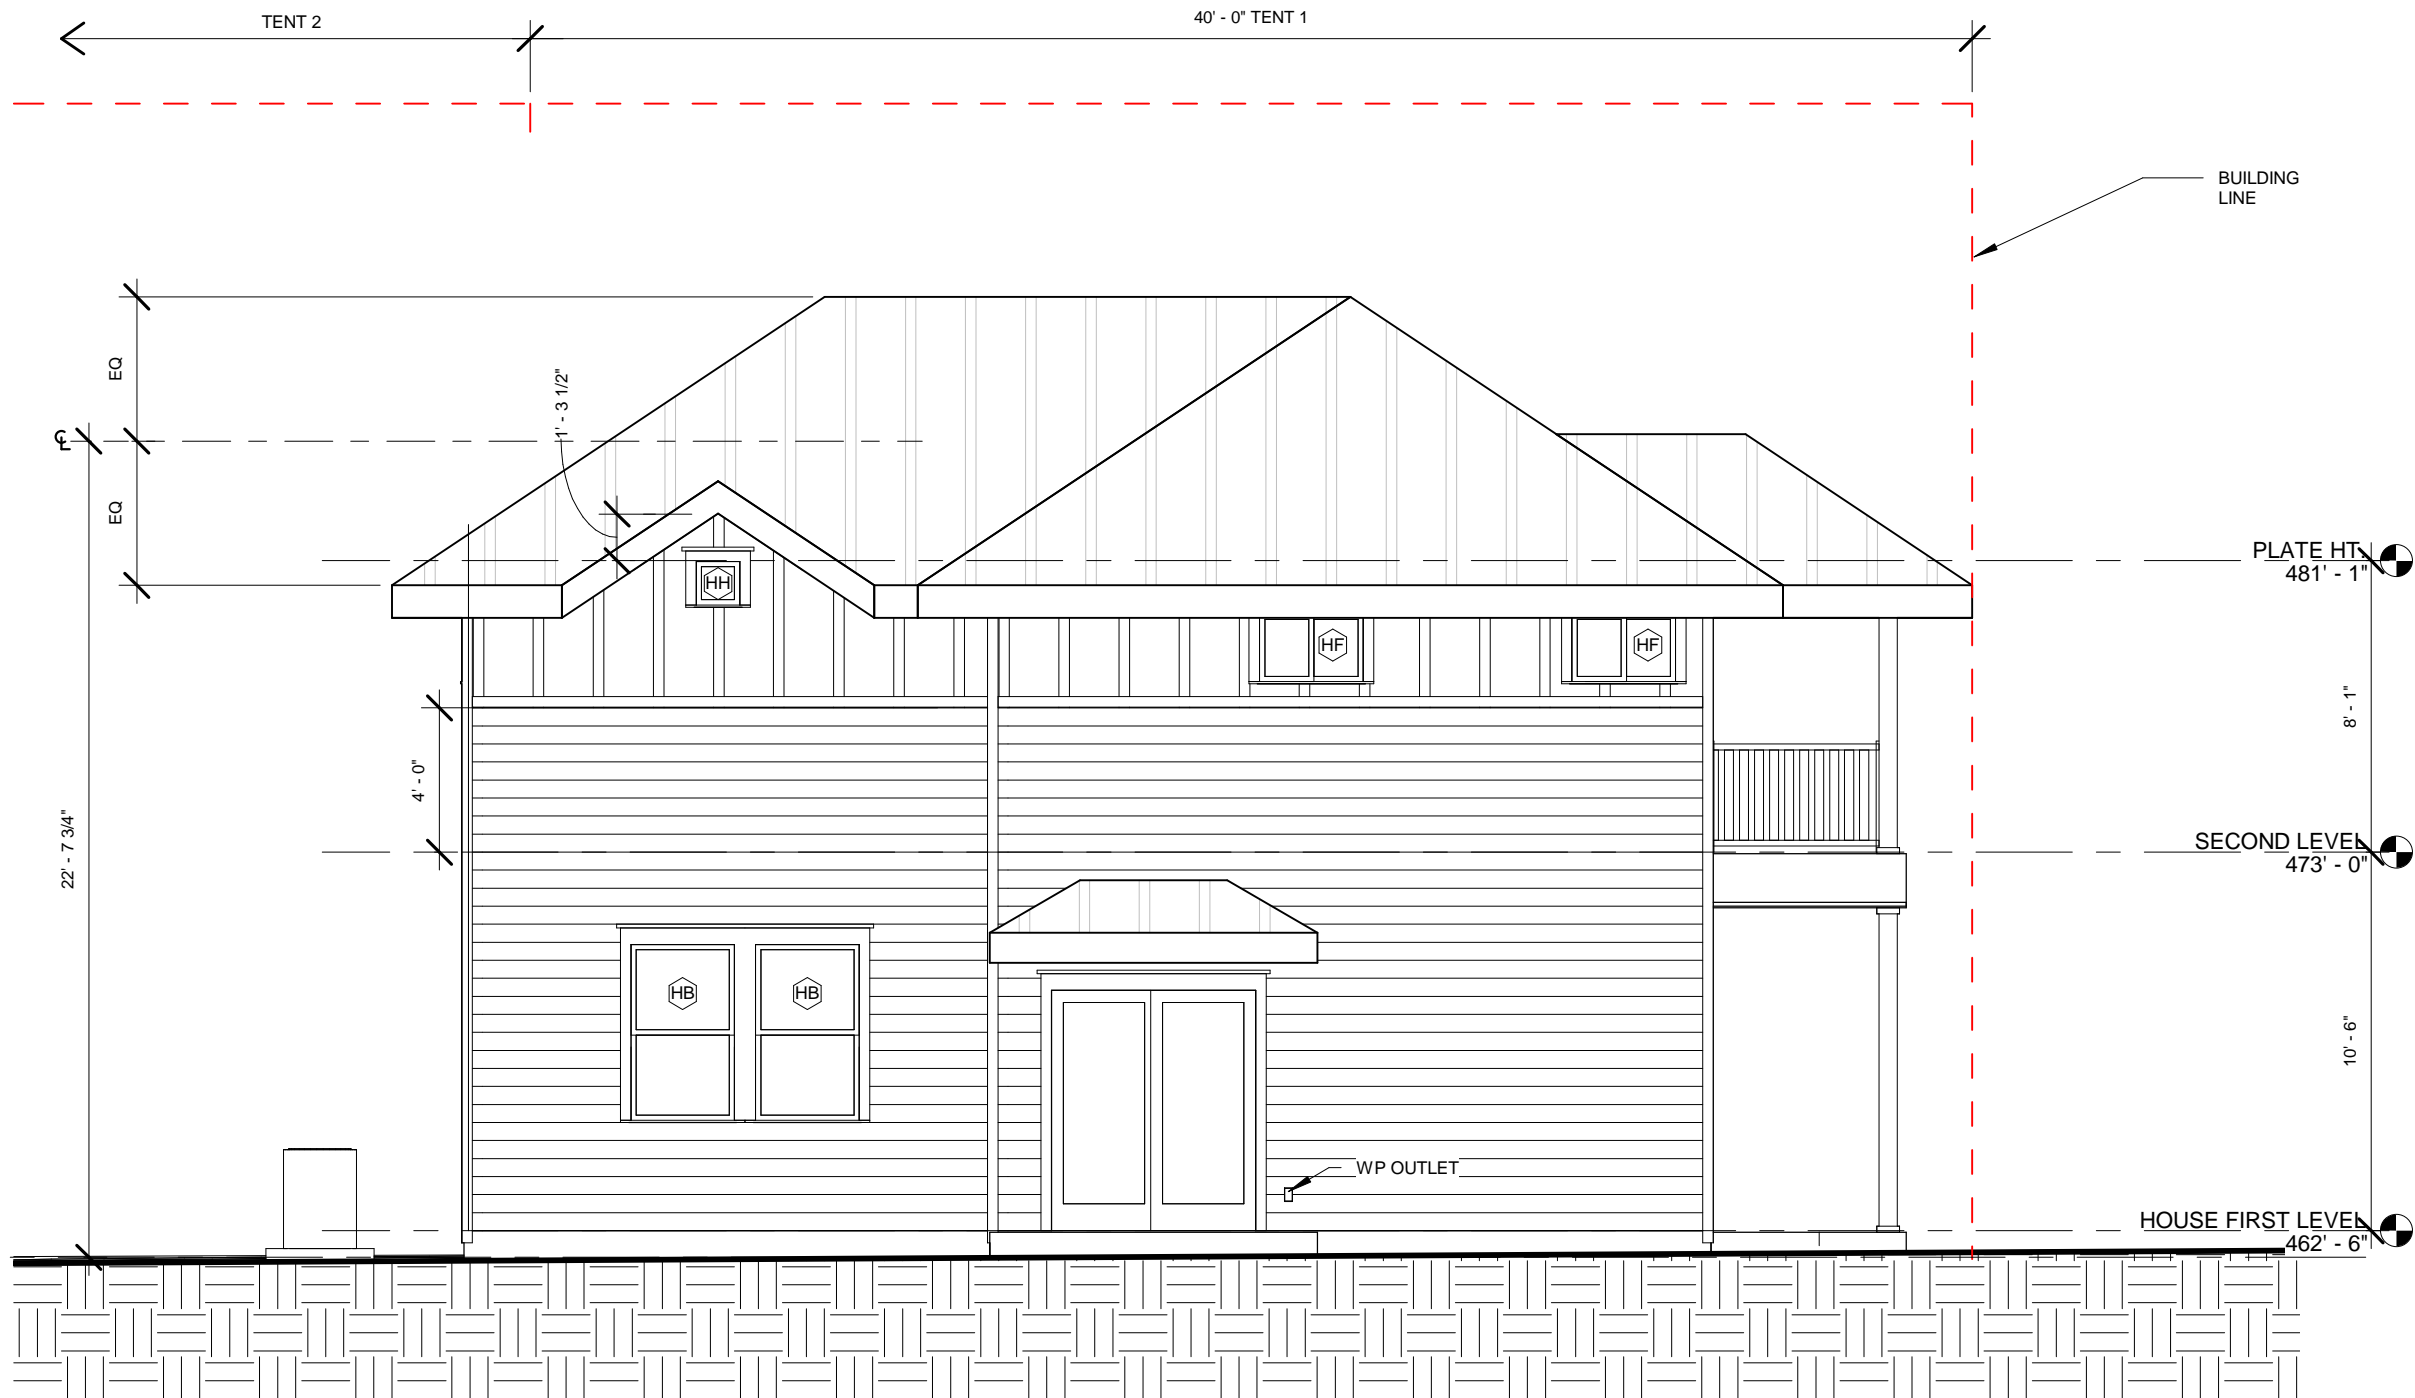 TENT 2
40' - 0" TENT 1
BUILDING
LINE
EQ
1' - 3 1/2"
℄
EQ
PLATE HT.
481' - 1"
HH
HF
HF
8' - 1"
4' - 0"
22' - 7 3/4"
SECOND LEVEL
473' - 0"
HB
HB
10' - 6"
WP OUTLET
HOUSE FIRST LEVEL
462' - 6"